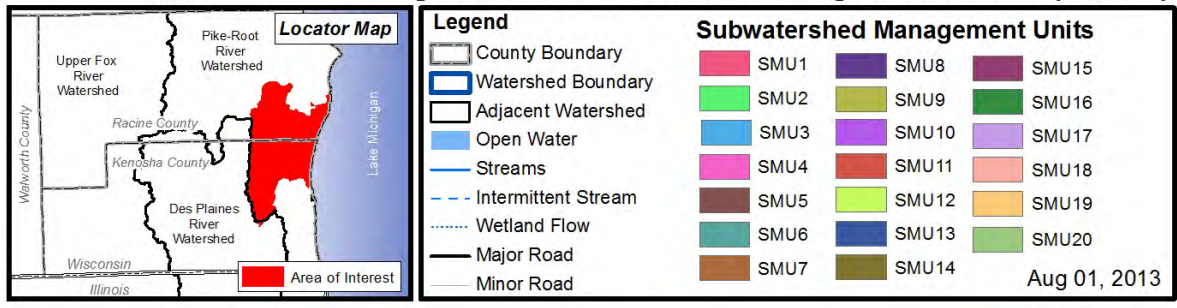 Locator Map
Pike-Root
River
Watershed
Upper Fox
River
Watershed
Racine County
Kenosha County
Walworth County
Lake Michigan
Des Plaines
River
Watershed
Wisconsin
Illinois
Area of Interest
Legend
County Boundary
Watershed Boundary
Adjacent Watershed
Open Water
Streams
Intermittent Stream
Wetland Flow
Major Road
Minor Road
Subwatershed Management Units
SMU1
SMU2
SMU3
SMU4
SMU5
SMU6
SMU7
SMU8
SMU9
SMU10
SMU11
SMU12
SMU13
SMU14
SMU15
SMU16
SMU17
SMU18
SMU19
SMU20
Aug 01, 2013